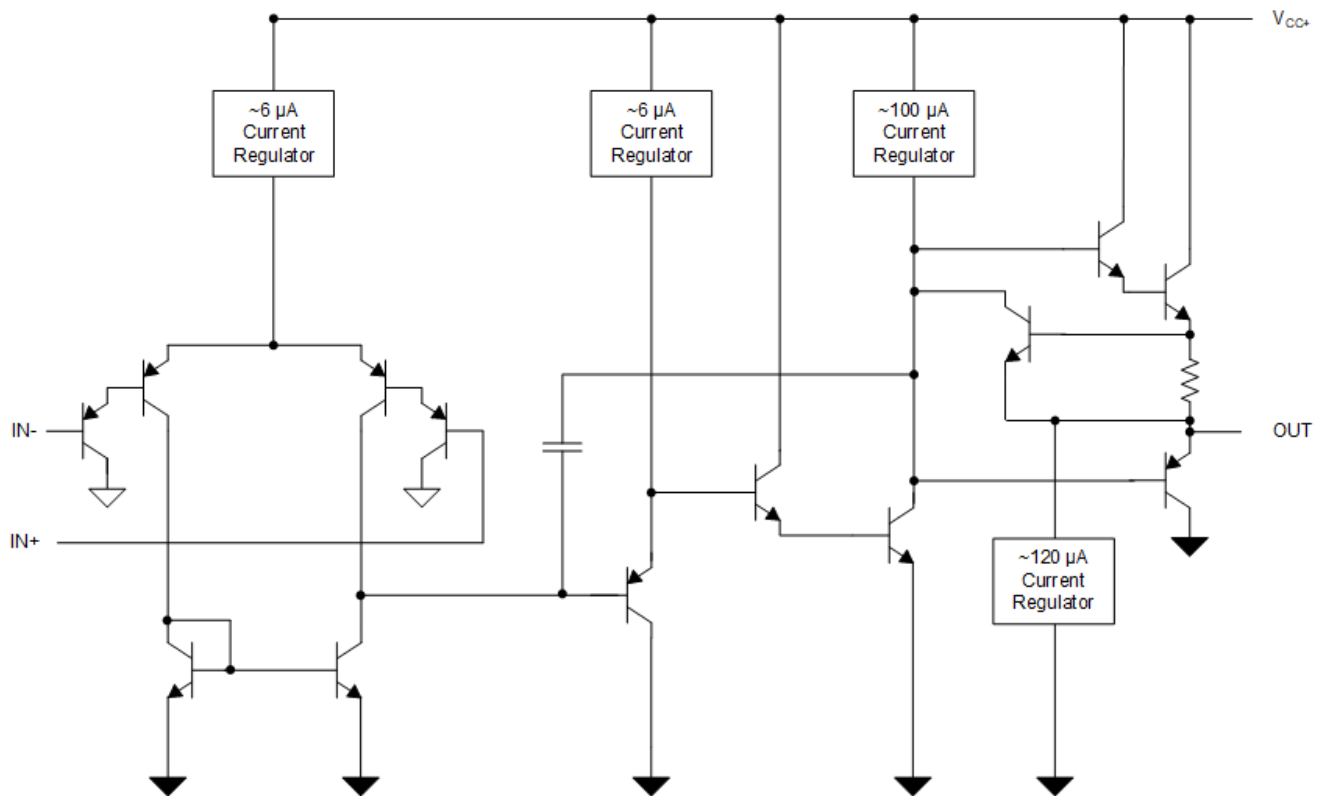 V_CC+
~6 µA
Current
Regulator
~6 µA
Current
Regulator
~100 µA
Current
Regulator
IN-
OUT
IN+
~120 µA
Current
Regulator